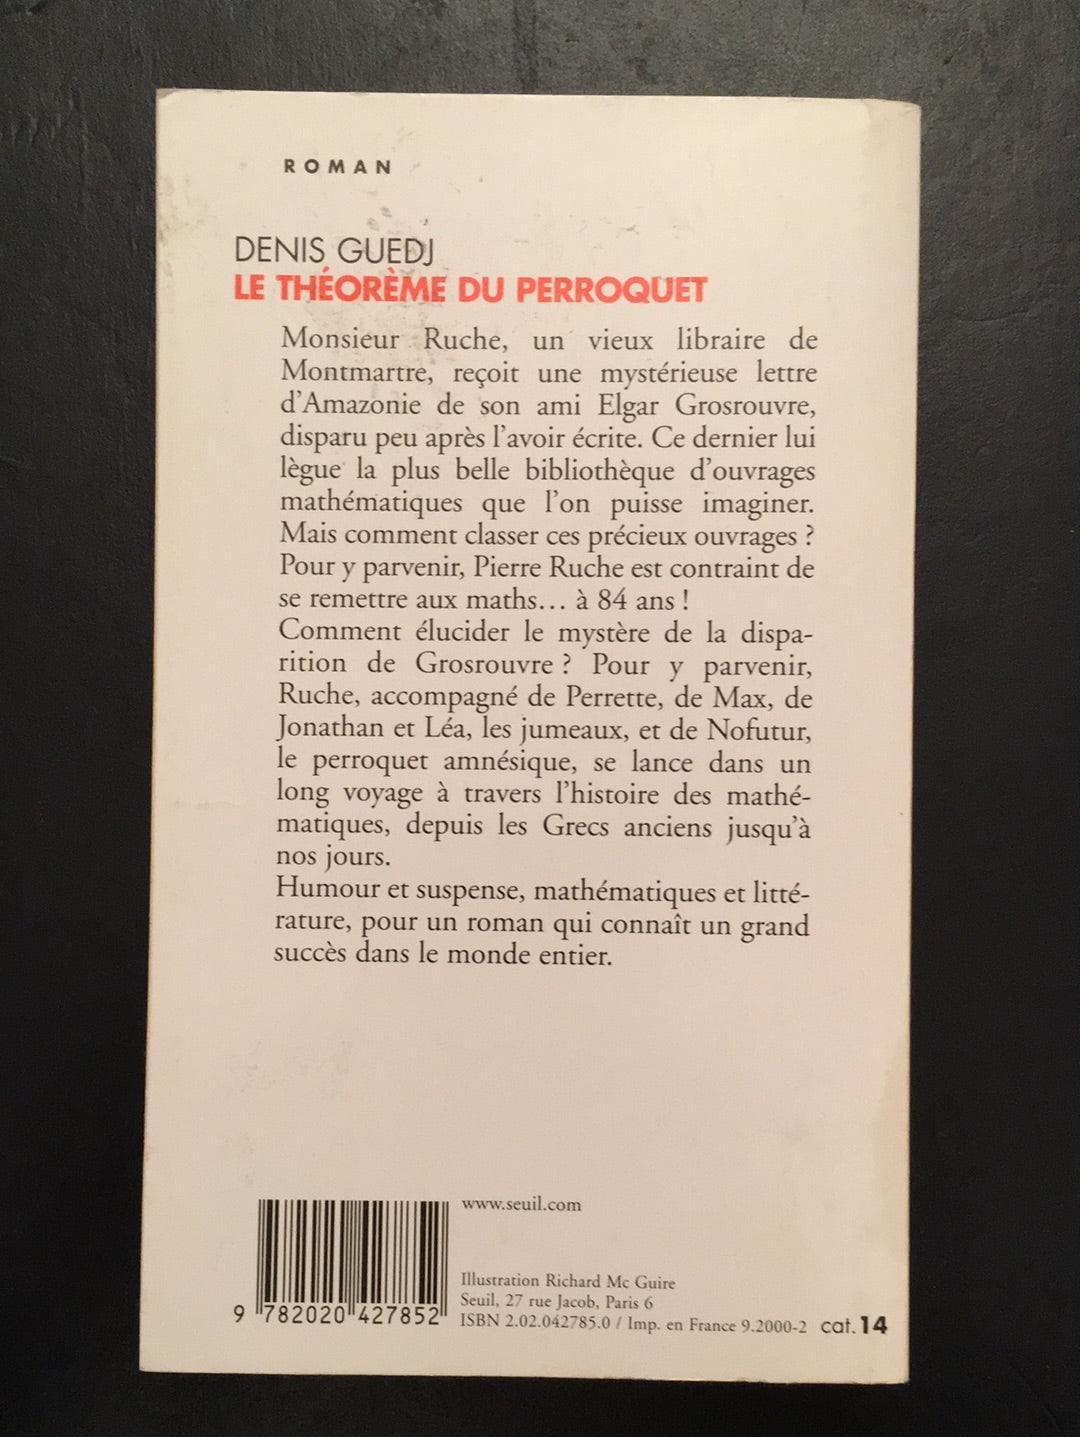 ROMAN
DENIS GUEDJ
LE THÉORÈME DU PERROQUET
Monsieur Ruche, un vieux libraire de
Montmartre, reçoit une mystérieuse lettre
d'Amazonie de son ami Elgar Grosrouvre,
disparu peu après l'avoir écrite. Ce dernier lui
lègue la plus belle bibliothèque d'ouvrages
mathématiques que l'on puisse imaginer.
Mais comment classer ces précieux ouvrages ?
Pour y parvenir, Pierre Ruche est contraint de
se remettre aux maths... à 84 ans !
Comment élucider le mystère de la dispa-
rition de Grosrouvre ? Pour y parvenir,
Ruche, accompagné de Perrette, de Max, de
Jonathan et Léa, les jumeaux, et de Nofutur,
le perroquet amnésique, se lance dans un
long voyage à travers l'histoire des mathé-
matiques, depuis les Grecs anciens jusqu'à
nos jours.
Humour et suspense, mathématiques et litté-
rature, pour un roman qui connaît un grand
succès dans le monde entier.
www.seuil.com
Illustration Richard Mc Guire
Seuil, 27 rue Jacob, Paris 6
ISBN 2.02.042785.0 / Imp. en France 9.2000-2 cat.14
9 782020 427852